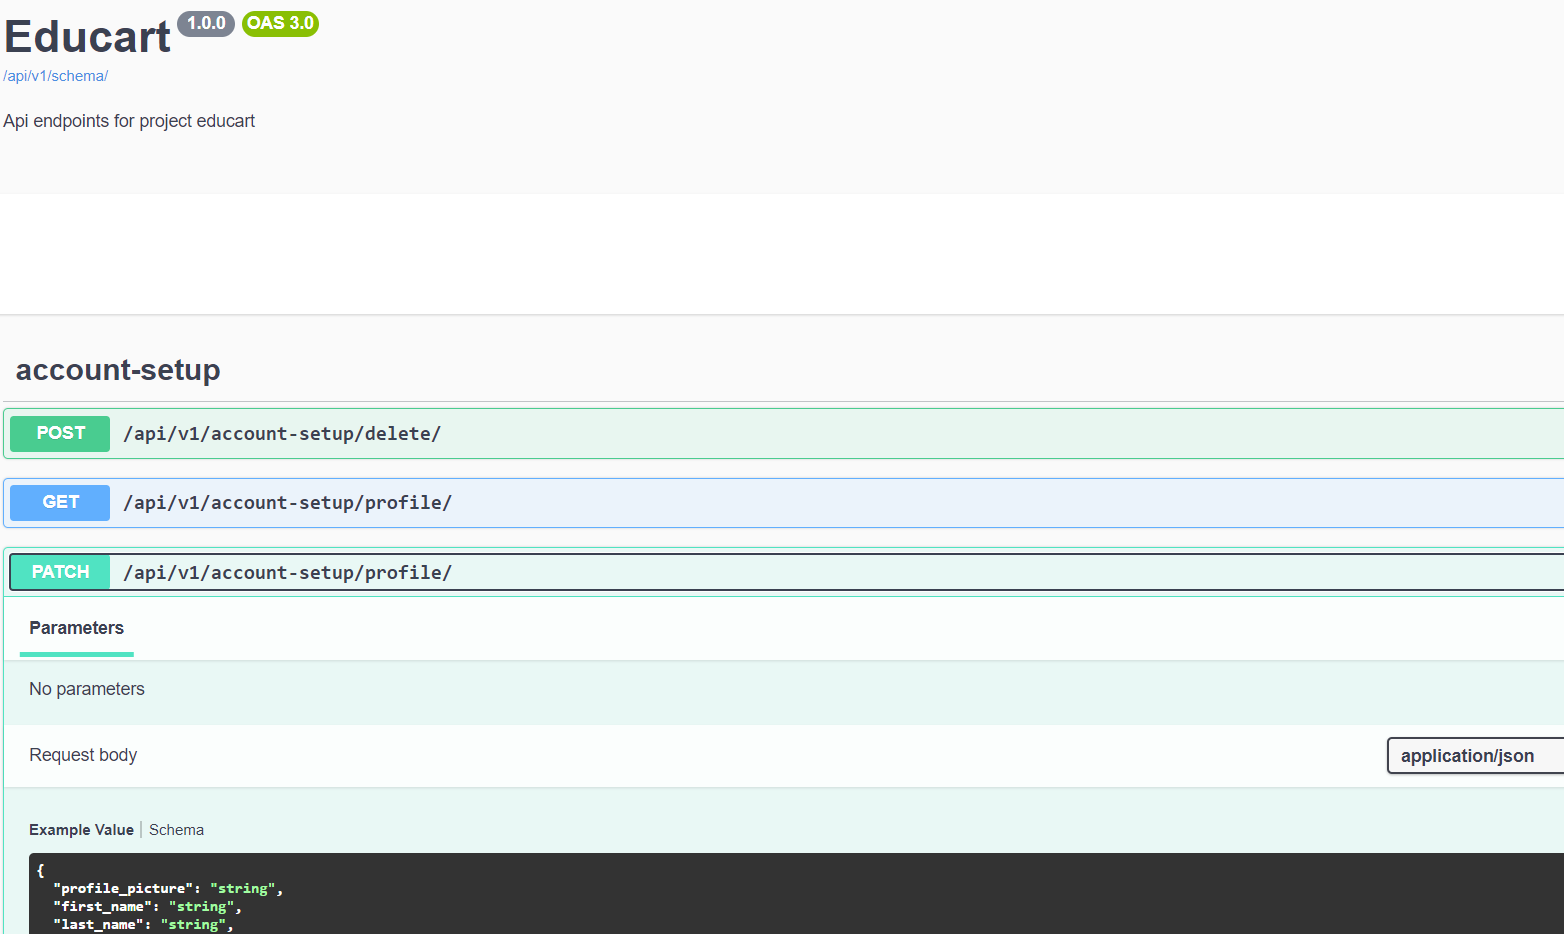 Educart 1.0.0 OAS 3.0
/api/v1/schema/
Api endpoints for project educart
account-setup
POST /api/v1/account-setup/delete/
GET /api/v1/account-setup/profile/
PATCH /api/v1/account-setup/profile/
Parameters
No parameters
Request body application/json
Example Value Schema
{
"profile_picture": "string",
"first_name": "string",
"last_name": "string",